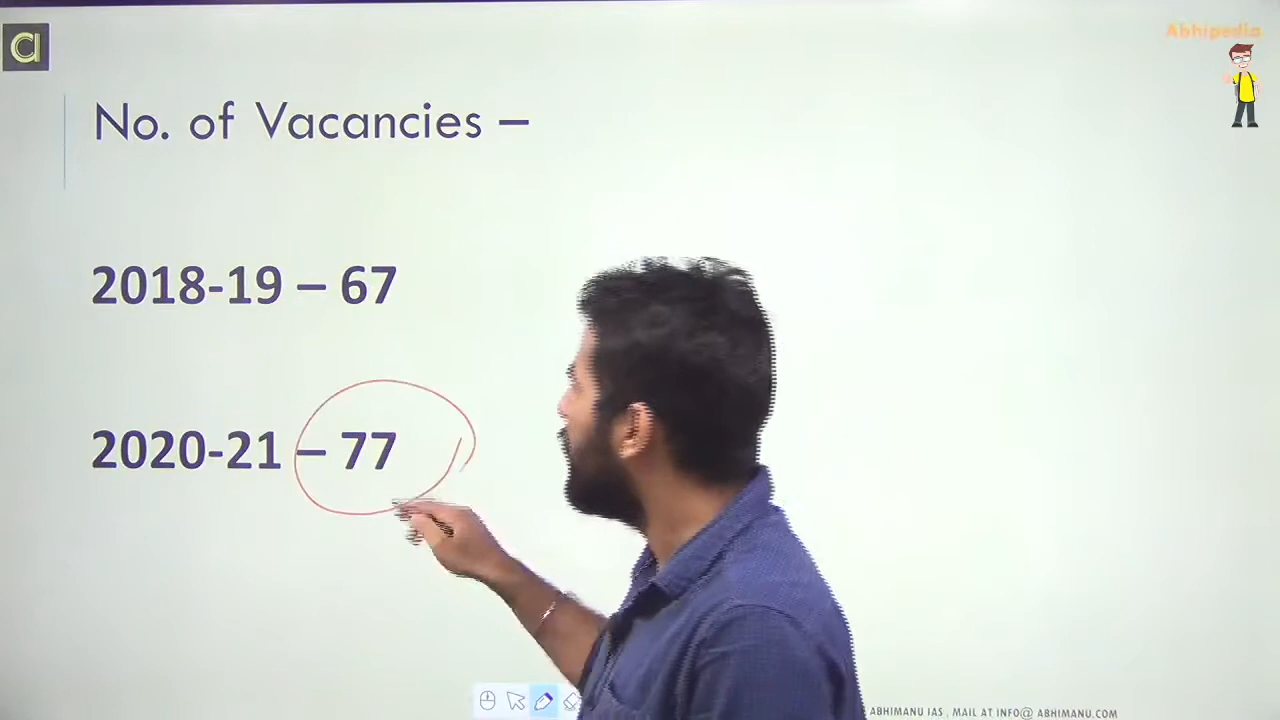 Abhipedia
No. of Vacancies –
2018-19 – 67
2020-21 – 77
ABHIMANU IAS , MAIL AT INFO@ ABHIMANU.COM